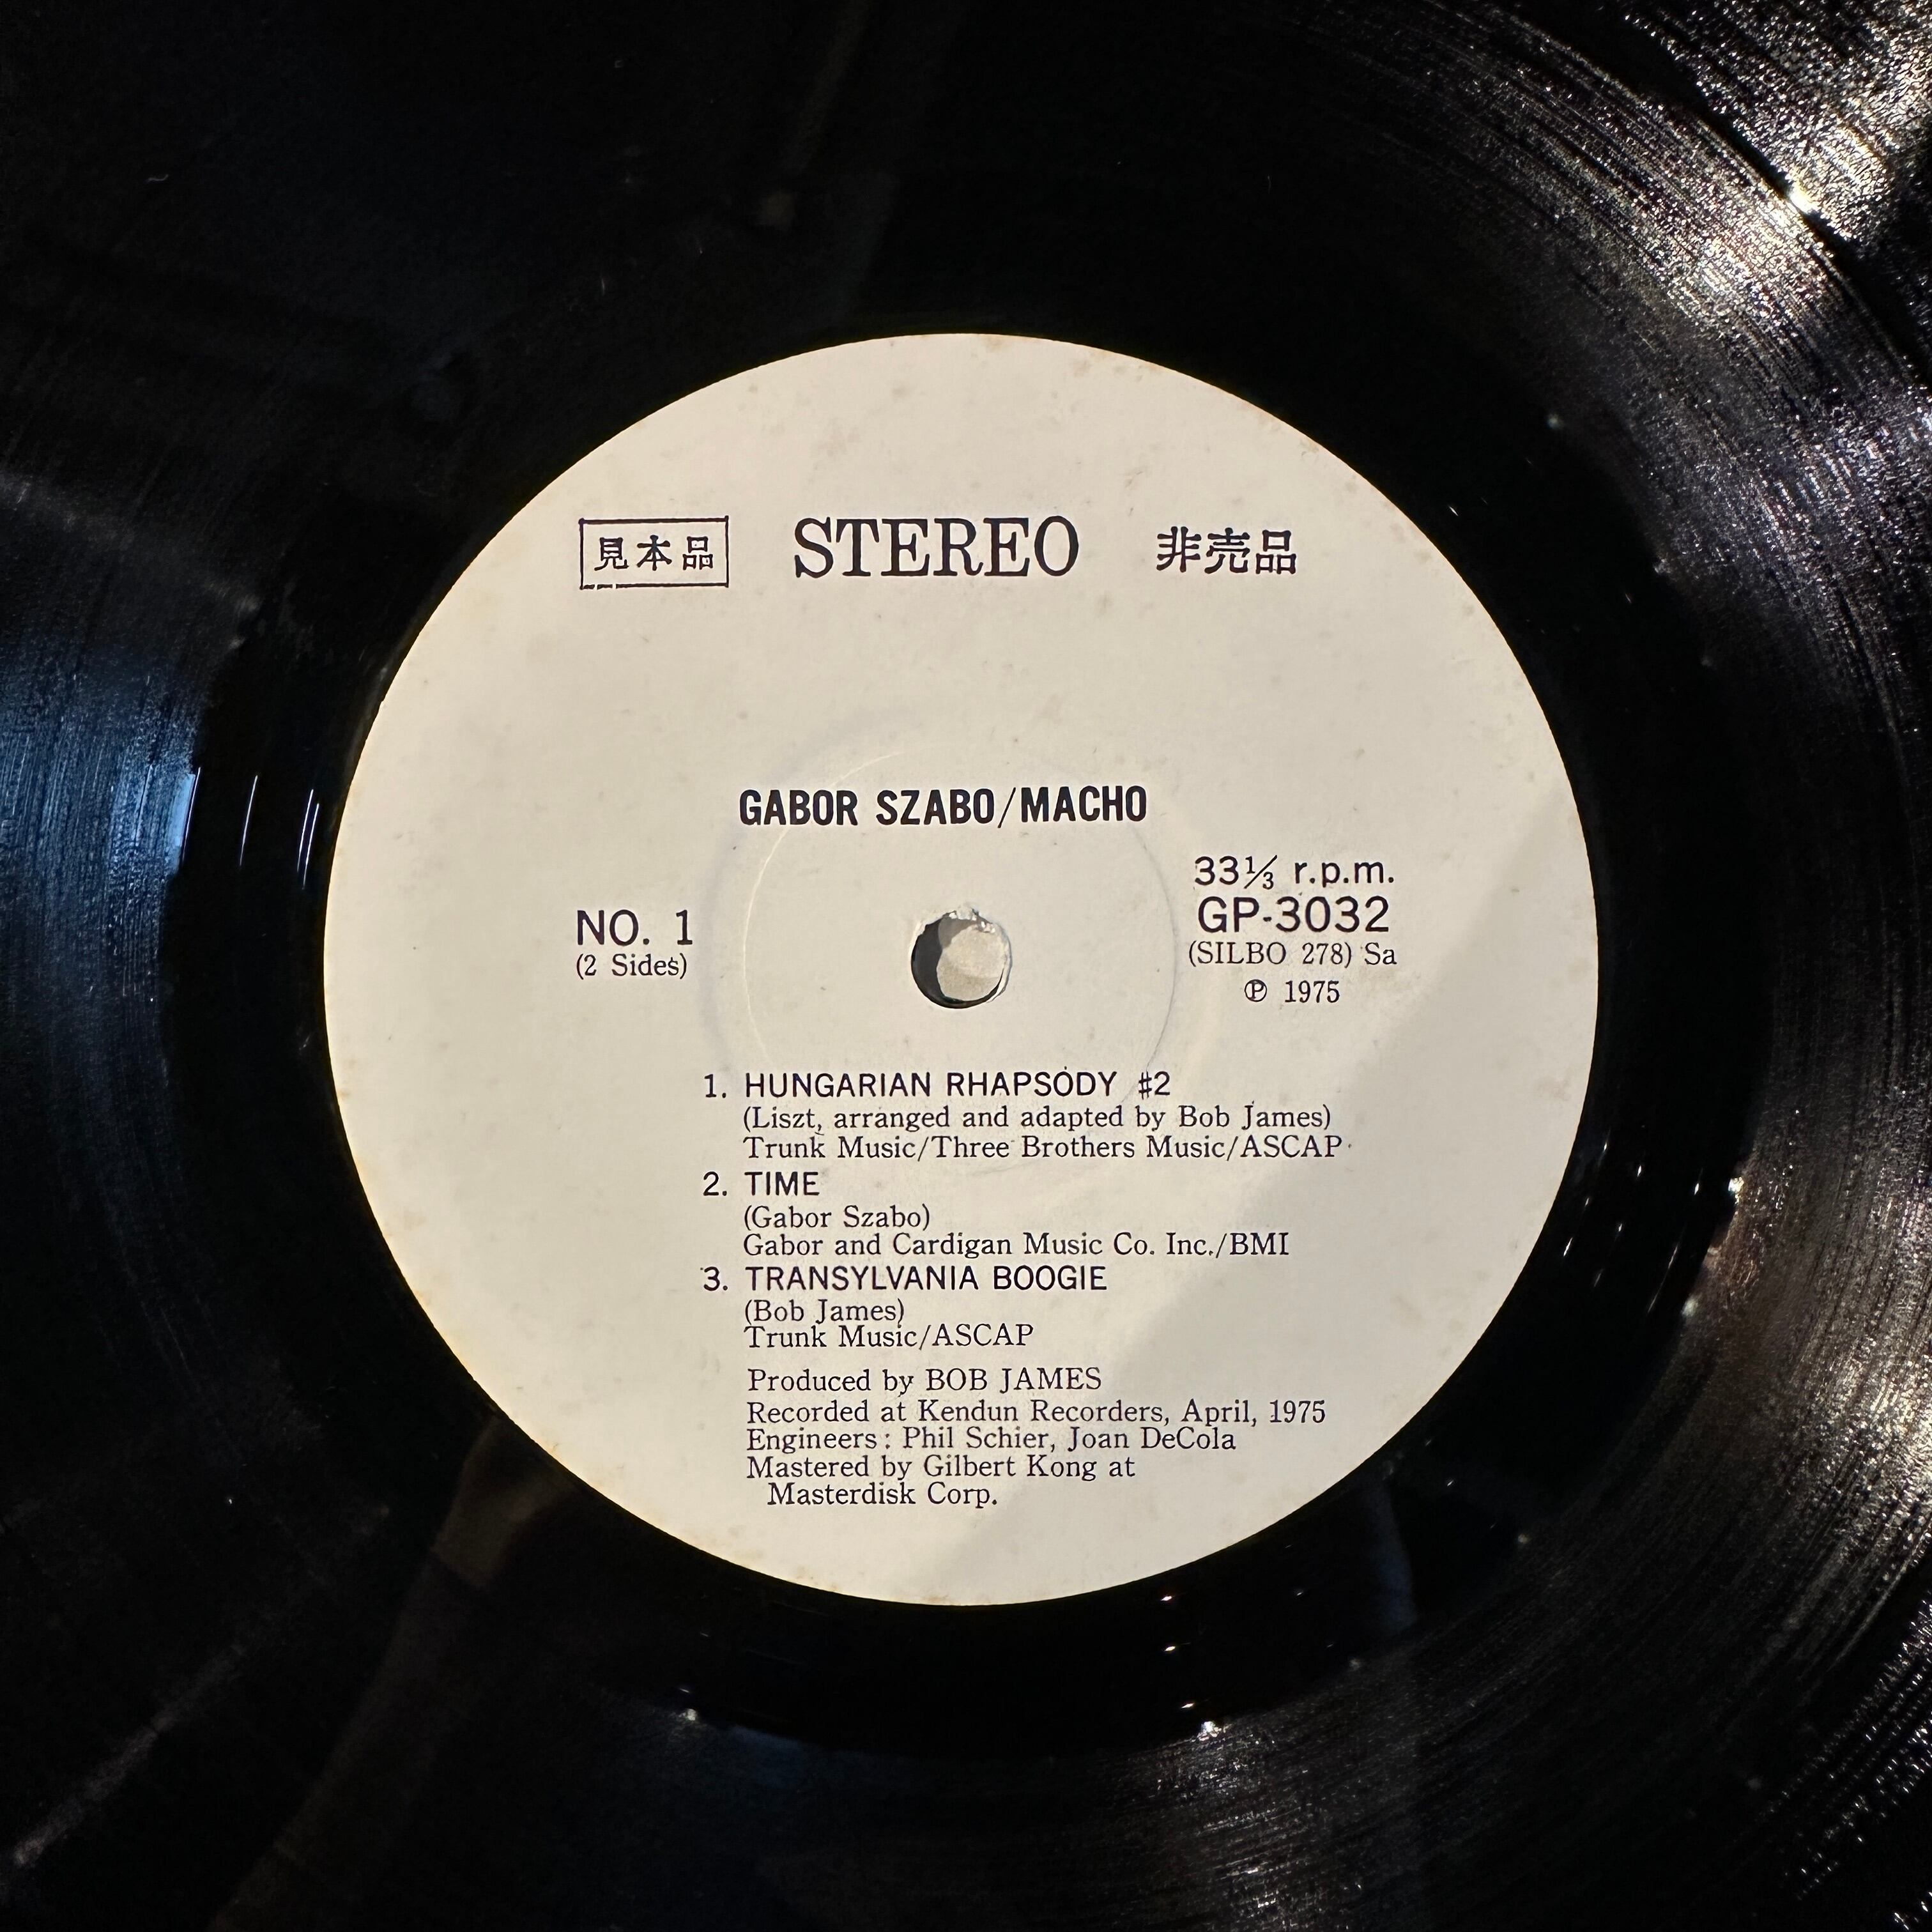 見本品 STEREO 非売品
GABOR SZABO/MACHO
33⅓ r.p.m.
NO. 1 GP-3032
(2 Sides) (SILBO 278) Sa
℗ 1975
1. HUNGARIAN RHAPSODY #2
(Liszt, arranged and adapted by Bob James)
Trunk Music/Three Brothers Music/ASCAP
2. TIME
(Gabor Szabo)
Gabor and Cardigan Music Co. Inc./BMI
3. TRANSYLVANIA BOOGIE
(Bob James)
Trunk Music/ASCAP
Produced by BOB JAMES
Recorded at Kendun Recorders, April, 1975
Engineers: Phil Schier, Joan DeCola
Mastered by Gilbert Kong at
Masterdisk Corp.